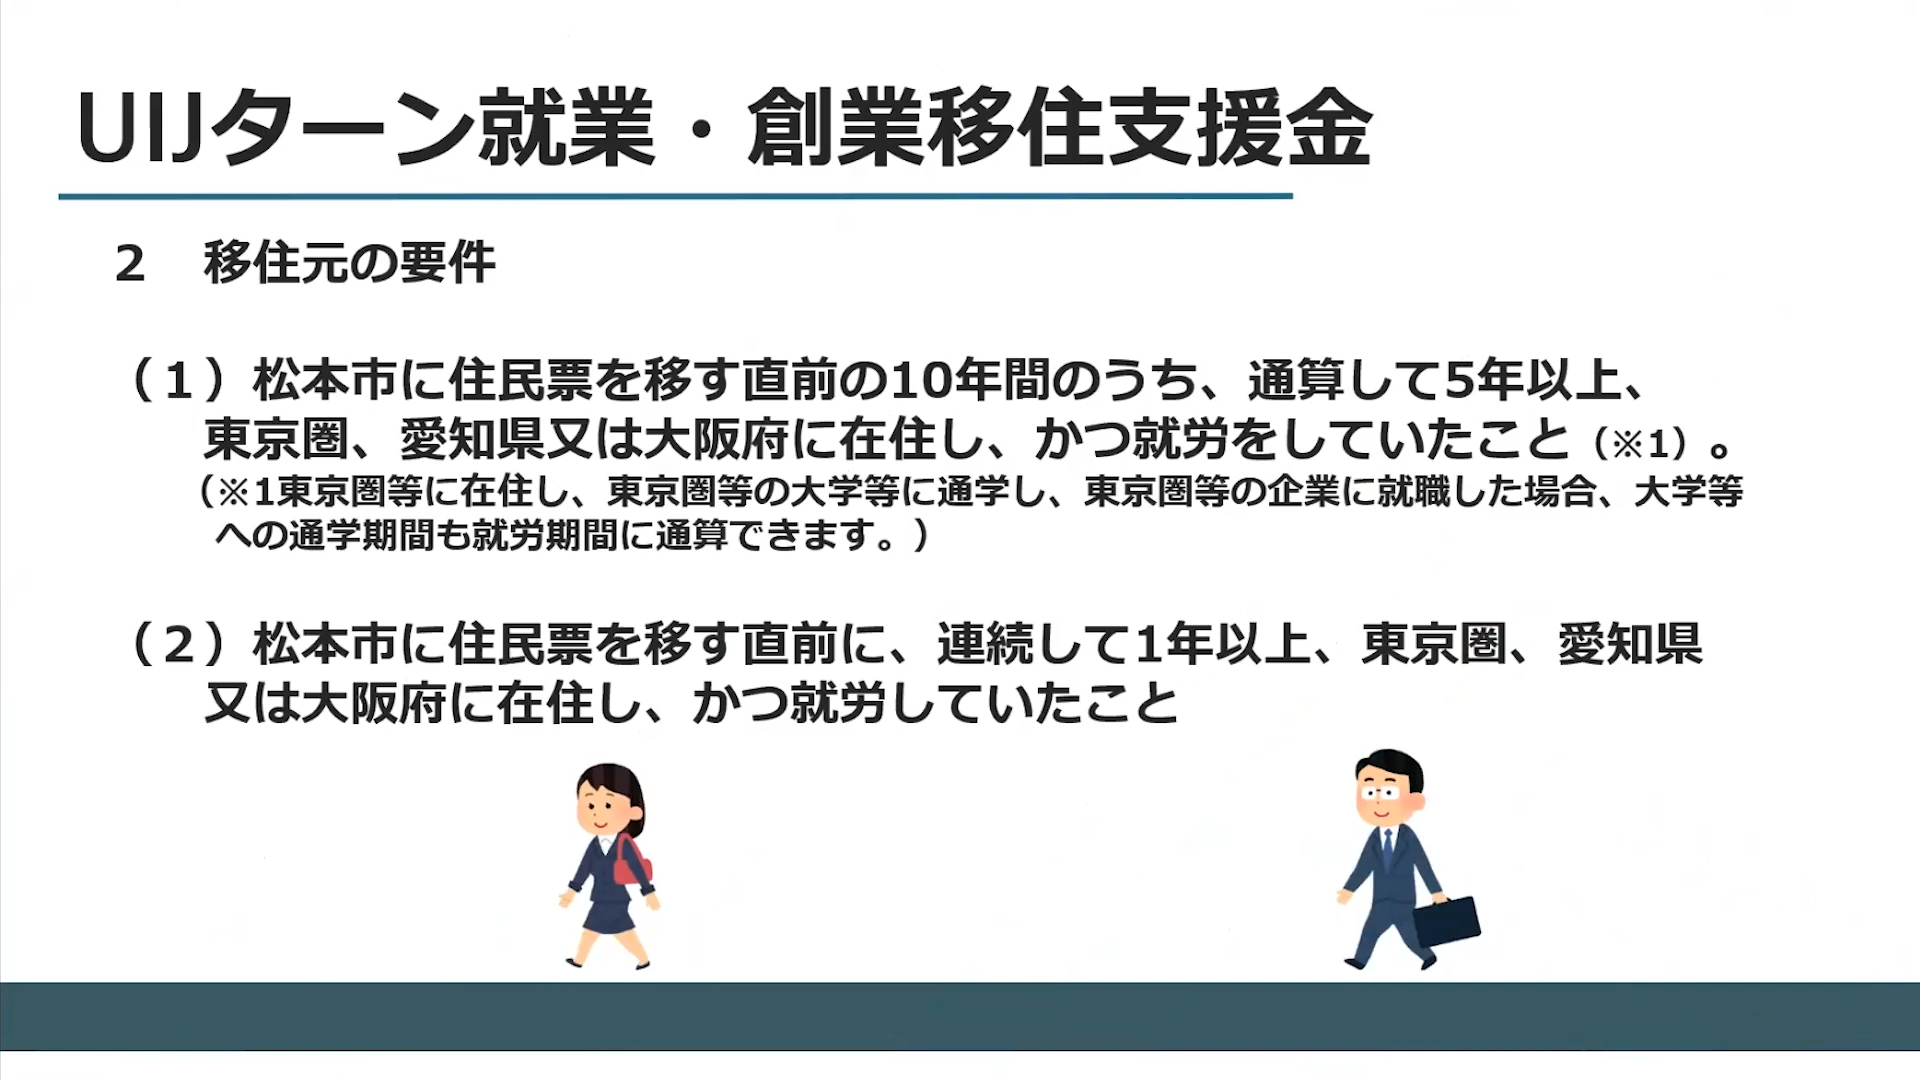 UIJターン就業・創業移住支援金
2　移住元の要件
（1）松本市に住民票を移す直前の10年間のうち、通算して5年以上、
東京圏、愛知県又は大阪府に在住し、かつ就労をしていたこと（※1）。
（※1東京圏等に在住し、東京圏等の大学等に通学し、東京圏等の企業に就職した場合、大学等
への通学期間も就労期間に通算できます。）
（2）松本市に住民票を移す直前に、連続して1年以上、東京圏、愛知県
又は大阪府に在住し、かつ就労していたこと